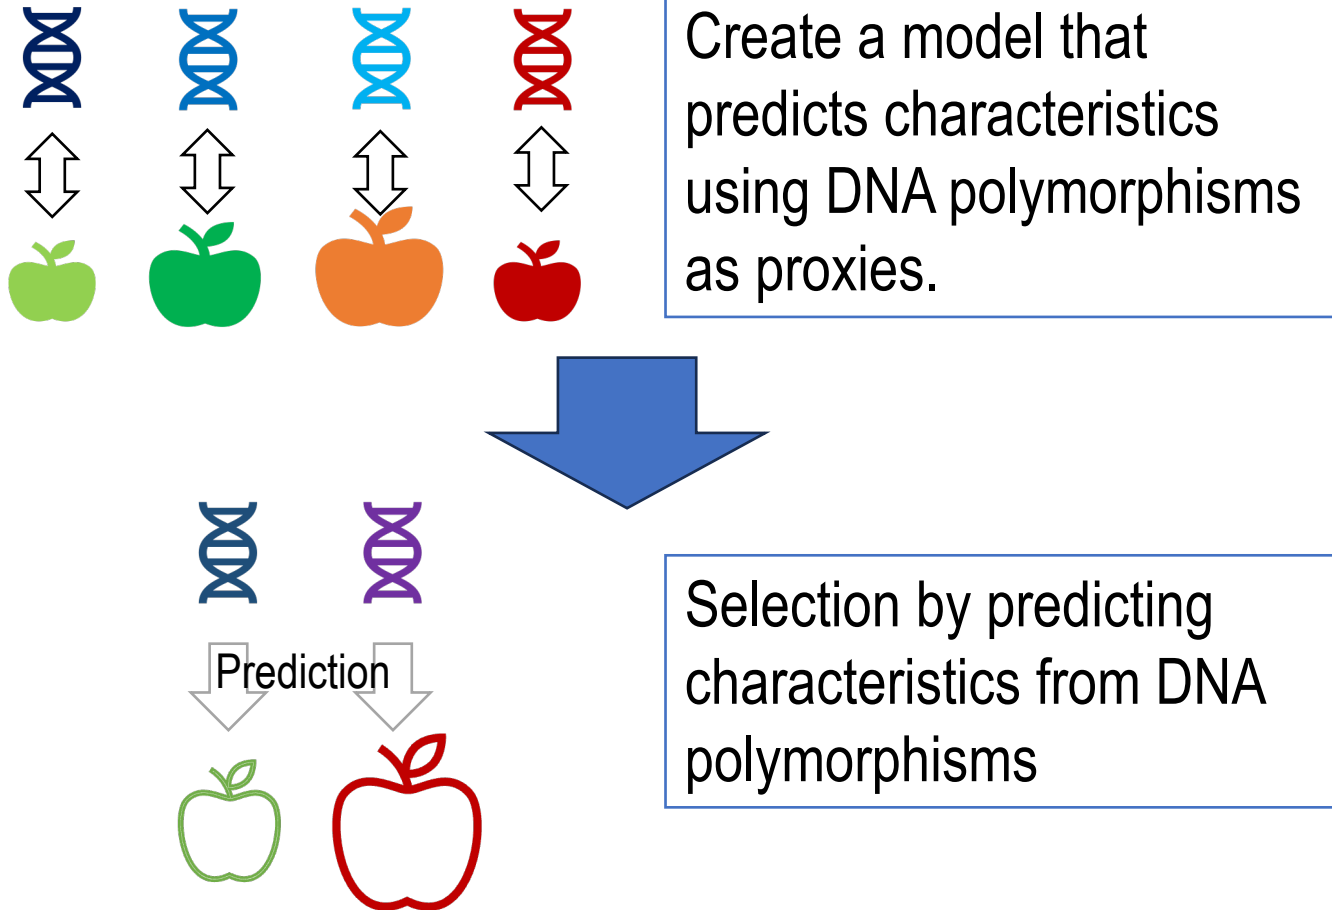 Create a model that
predicts characteristics
using DNA polymorphisms
as proxies.
Prediction
Selection by predicting
characteristics from DNA
polymorphisms